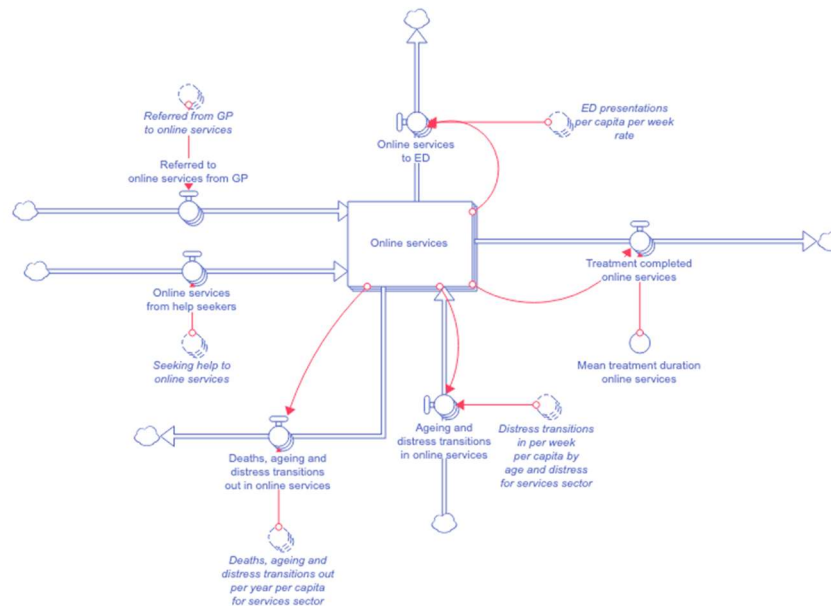 Referred from GP
to online services
ED presentations
per capita per week
rate
Online services
to ED
Referred to
online services from GP
Online services
Treatment completed
online services
Online services
from help seekers
Seeking help to
online services
Mean treatment duration
online services
Ageing and
distress transitions
in online services
Distress transitions
in per week
per capita by
age and distress
for services sector
Deaths, ageing and
distress transitions
out in online services
Deaths, ageing and
distress transitions out
per year per capita
for services sector